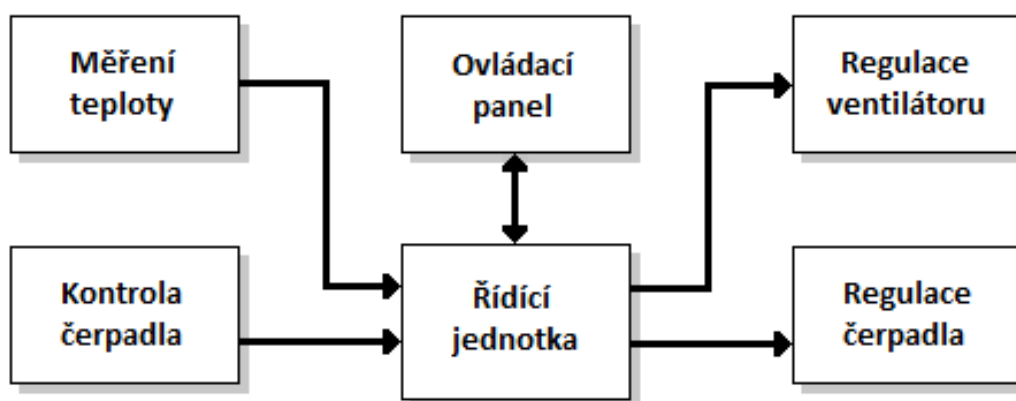 Měření
teploty
Ovládací
panel
Regulace
ventilátoru
Kontrola
čerpadla
Řídící
jednotka
Regulace
čerpadla